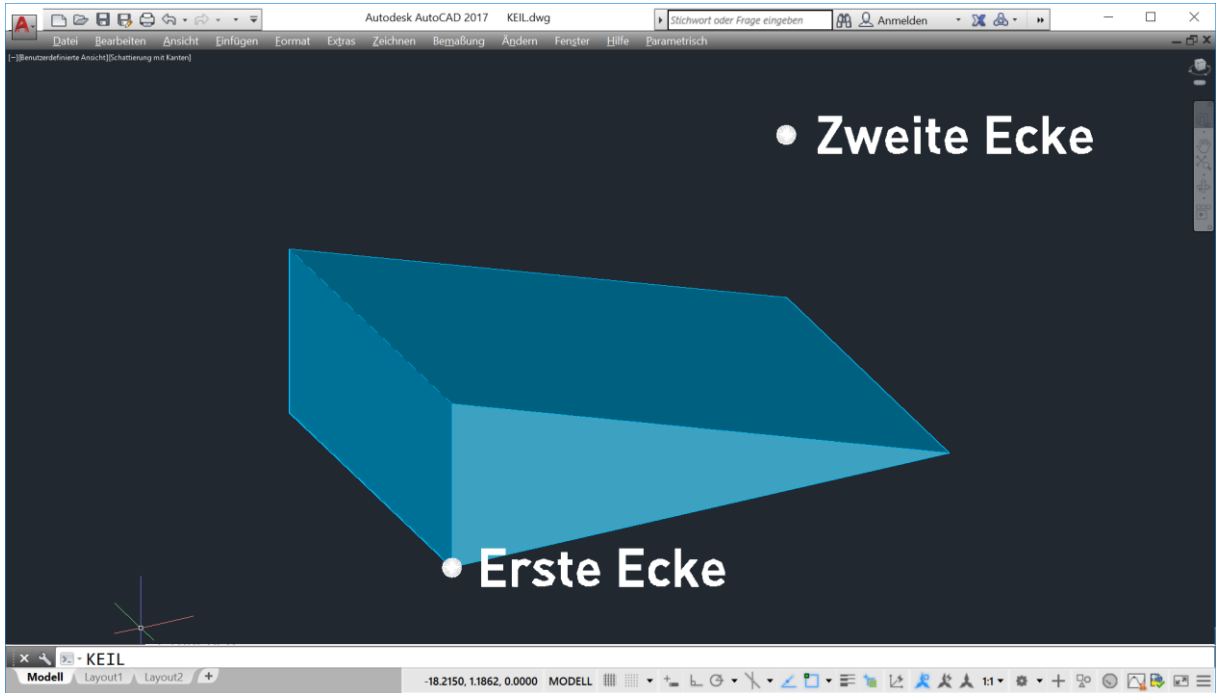 Autodesk AutoCAD 2017 KEIL.dwg
Stichwort oder Frage eingeben
Anmelden
Datei Bearbeiten Ansicht Einfügen Format Extras Zeichnen Bemaßung Ändern Fenster Hilfe Parametrisch
[−][Benutzerdefinierte Ansicht][Schattierung mit Kanten]
Zweite Ecke
Erste Ecke
KEIL
Modell Layout1 Layout2 +
-18.2150, 1.1862, 0.0000 MODELL 1:1